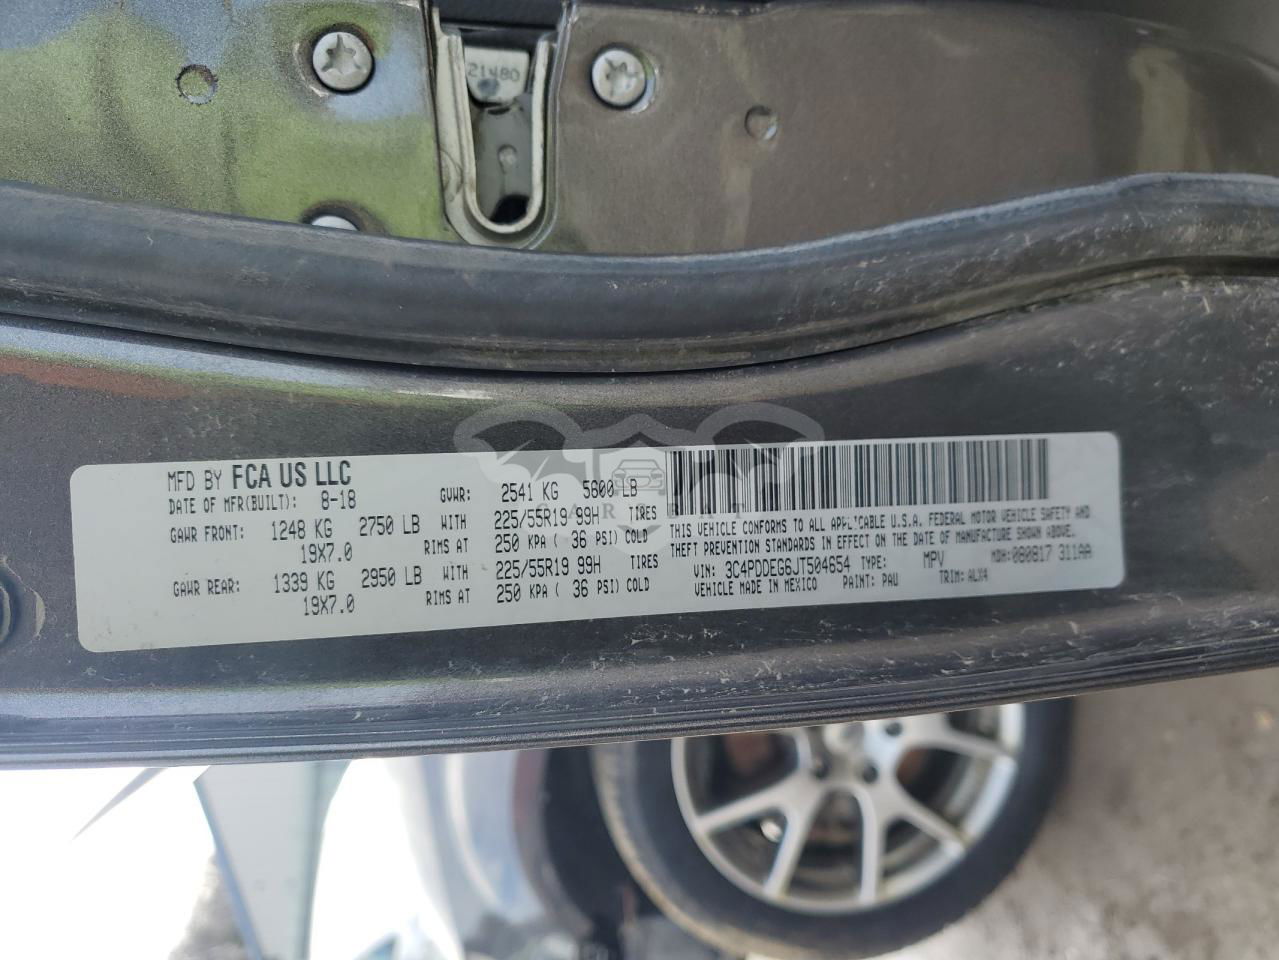 21480
MFD BY FCA US LLC
DATE OF MFR(BUILT): 8-18 GVWR: 2541 KG 5600 LB
GAWR FRONT: 1248 KG 2750 LB WITH 225/55R19 99H TIRES
19X7.0 RIMS AT 250 KPA ( 36 PSI) COLD
GAWR REAR: 1339 KG 2950 LB WITH 225/55R19 99H TIRES
19X7.0 RIMS AT 250 KPA ( 36 PSI) COLD
THIS VEHICLE CONFORMS TO ALL APPLICABLE U.S.A. FEDERAL MOTOR VEHICLE SAFETY AND
THEFT PREVENTION STANDARDS IN EFFECT ON THE DATE OF MANUFACTURE SHOWN ABOVE.
VIN: 3C4PDDEG6JT504654 TYPE: MPV MDH: 080817 311AA
VEHICLE MADE IN MEXICO PAINT: PAU TRIM: ALX4